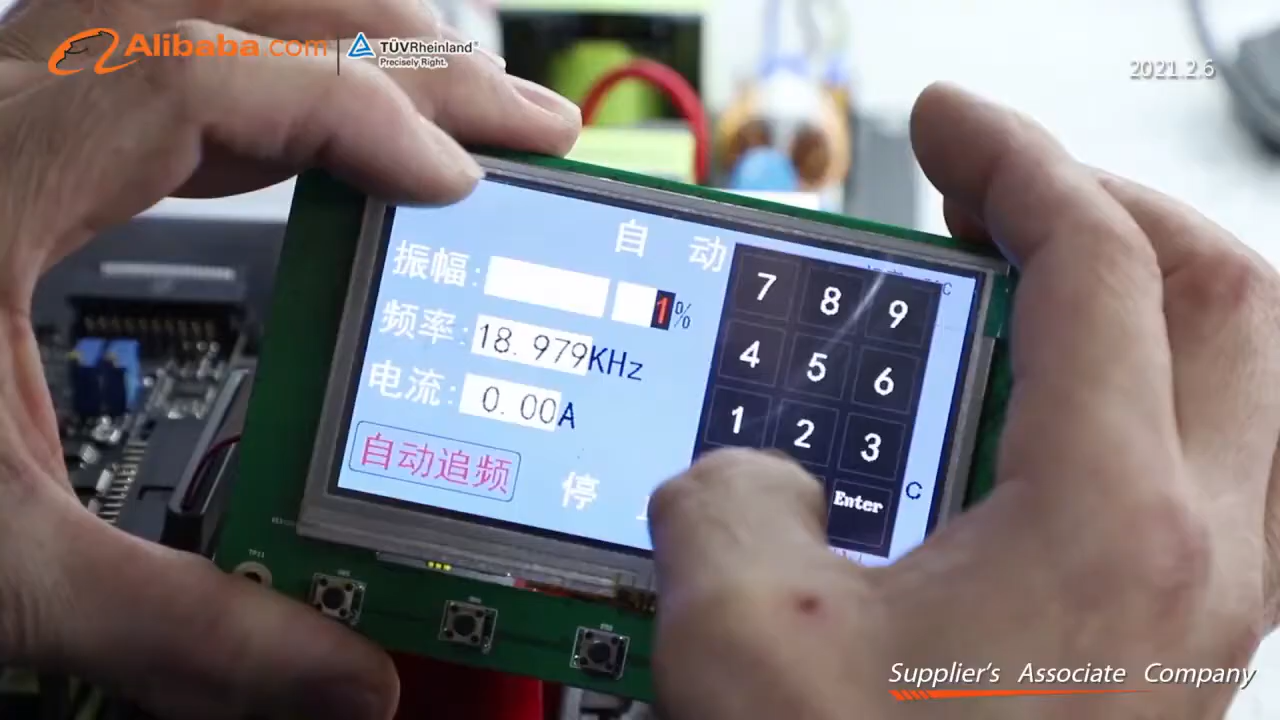 Alibaba.com
TÜVRheinland®
Precisely Right.
2021.2.6
自 动
振幅:
1%
频率:
18.979KHz
电流:
0.00A
自动追频
停
7 8 9
4 5 6
1 2 3
Enter
C
TP11
Supplier's Associate Company